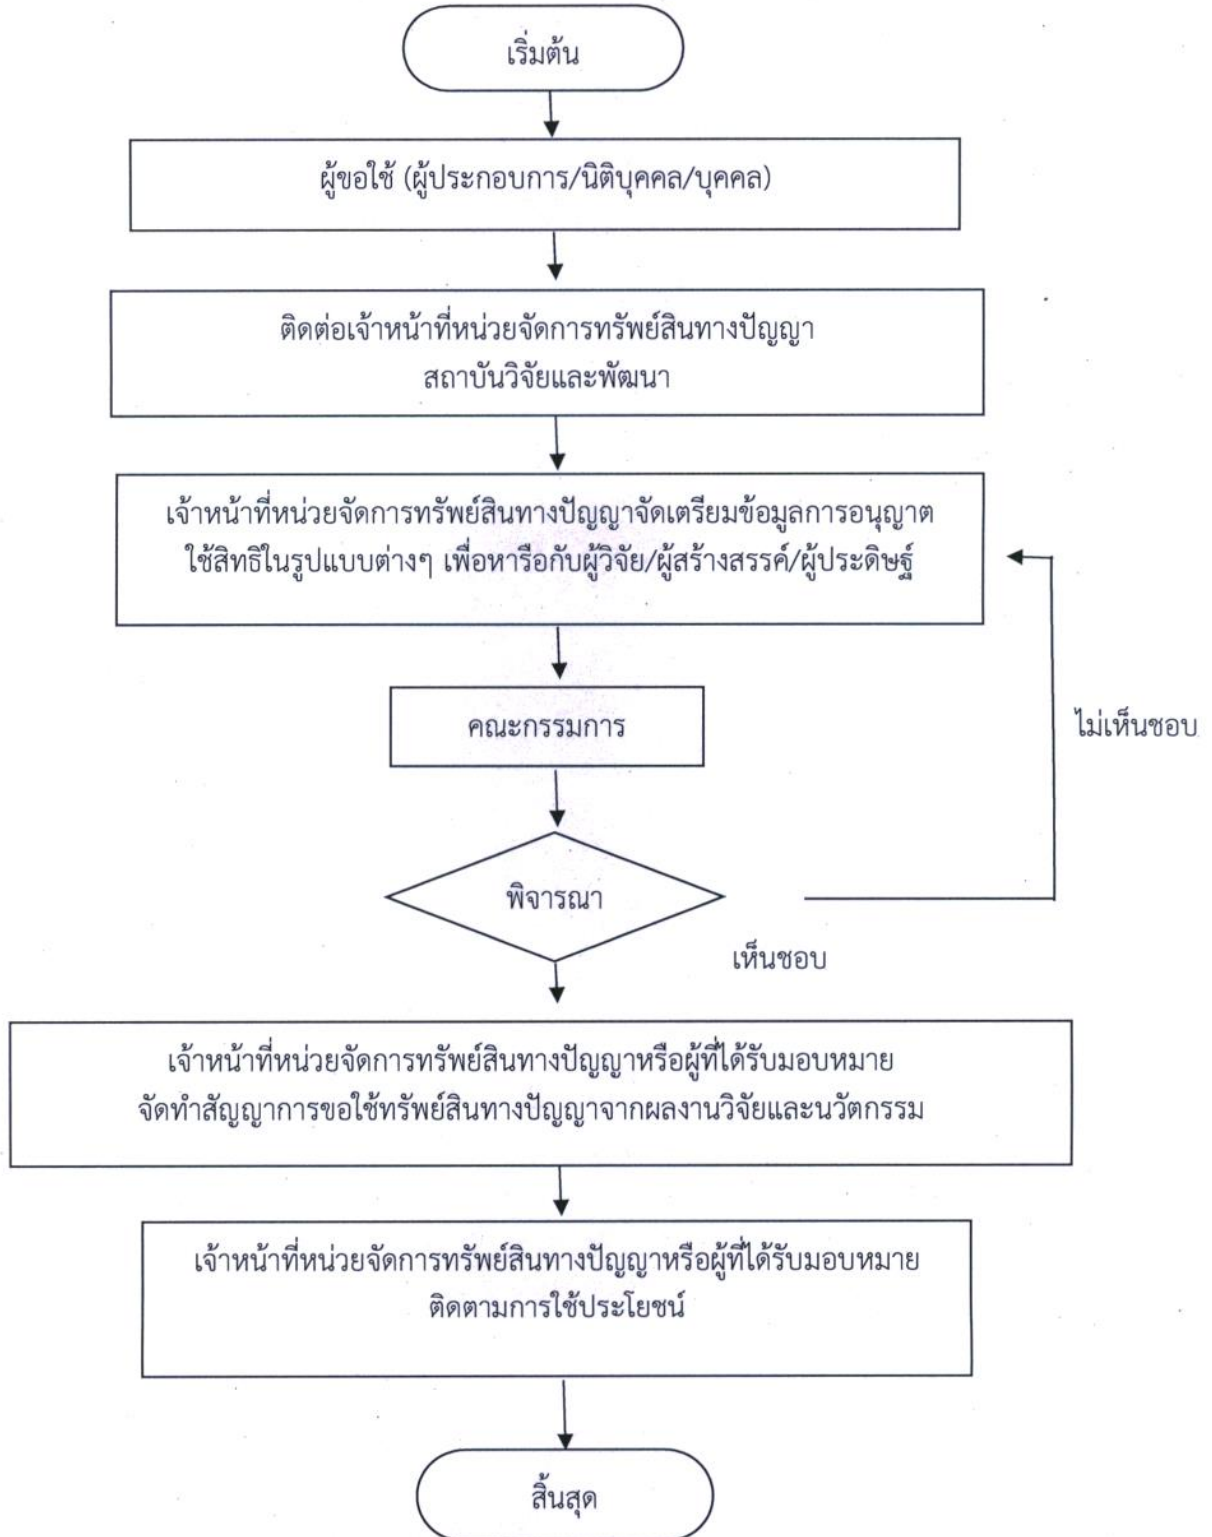 เริ่มต้น
ผู้ขอใช้ (ผู้ประกอบการ/นิติบุคคล/บุคคล)
ติดต่อเจ้าหน้าที่หน่วยจัดการทรัพย์สินทางปัญญา
สถาบันวิจัยและพัฒนา
เจ้าหน้าที่หน่วยจัดการทรัพย์สินทางปัญญาจัดเตรียมข้อมูลการอนุญาต
ใช้สิทธิในรูปแบบต่างๆ เพื่อหารือกับผู้วิจัย/ผู้สร้างสรรค์/ผู้ประดิษฐ์
คณะกรรมการ
ไม่เห็นชอบ
พิจารณา
เห็นชอบ
เจ้าหน้าที่หน่วยจัดการทรัพย์สินทางปัญญาหรือผู้ที่ได้รับมอบหมาย
จัดทำสัญญาการขอใช้ทรัพย์สินทางปัญญาจากผลงานวิจัยและนวัตกรรม
เจ้าหน้าที่หน่วยจัดการทรัพย์สินทางปัญญาหรือผู้ที่ได้รับมอบหมาย
ติดตามการใช้ประโยชน์
สิ้นสุด